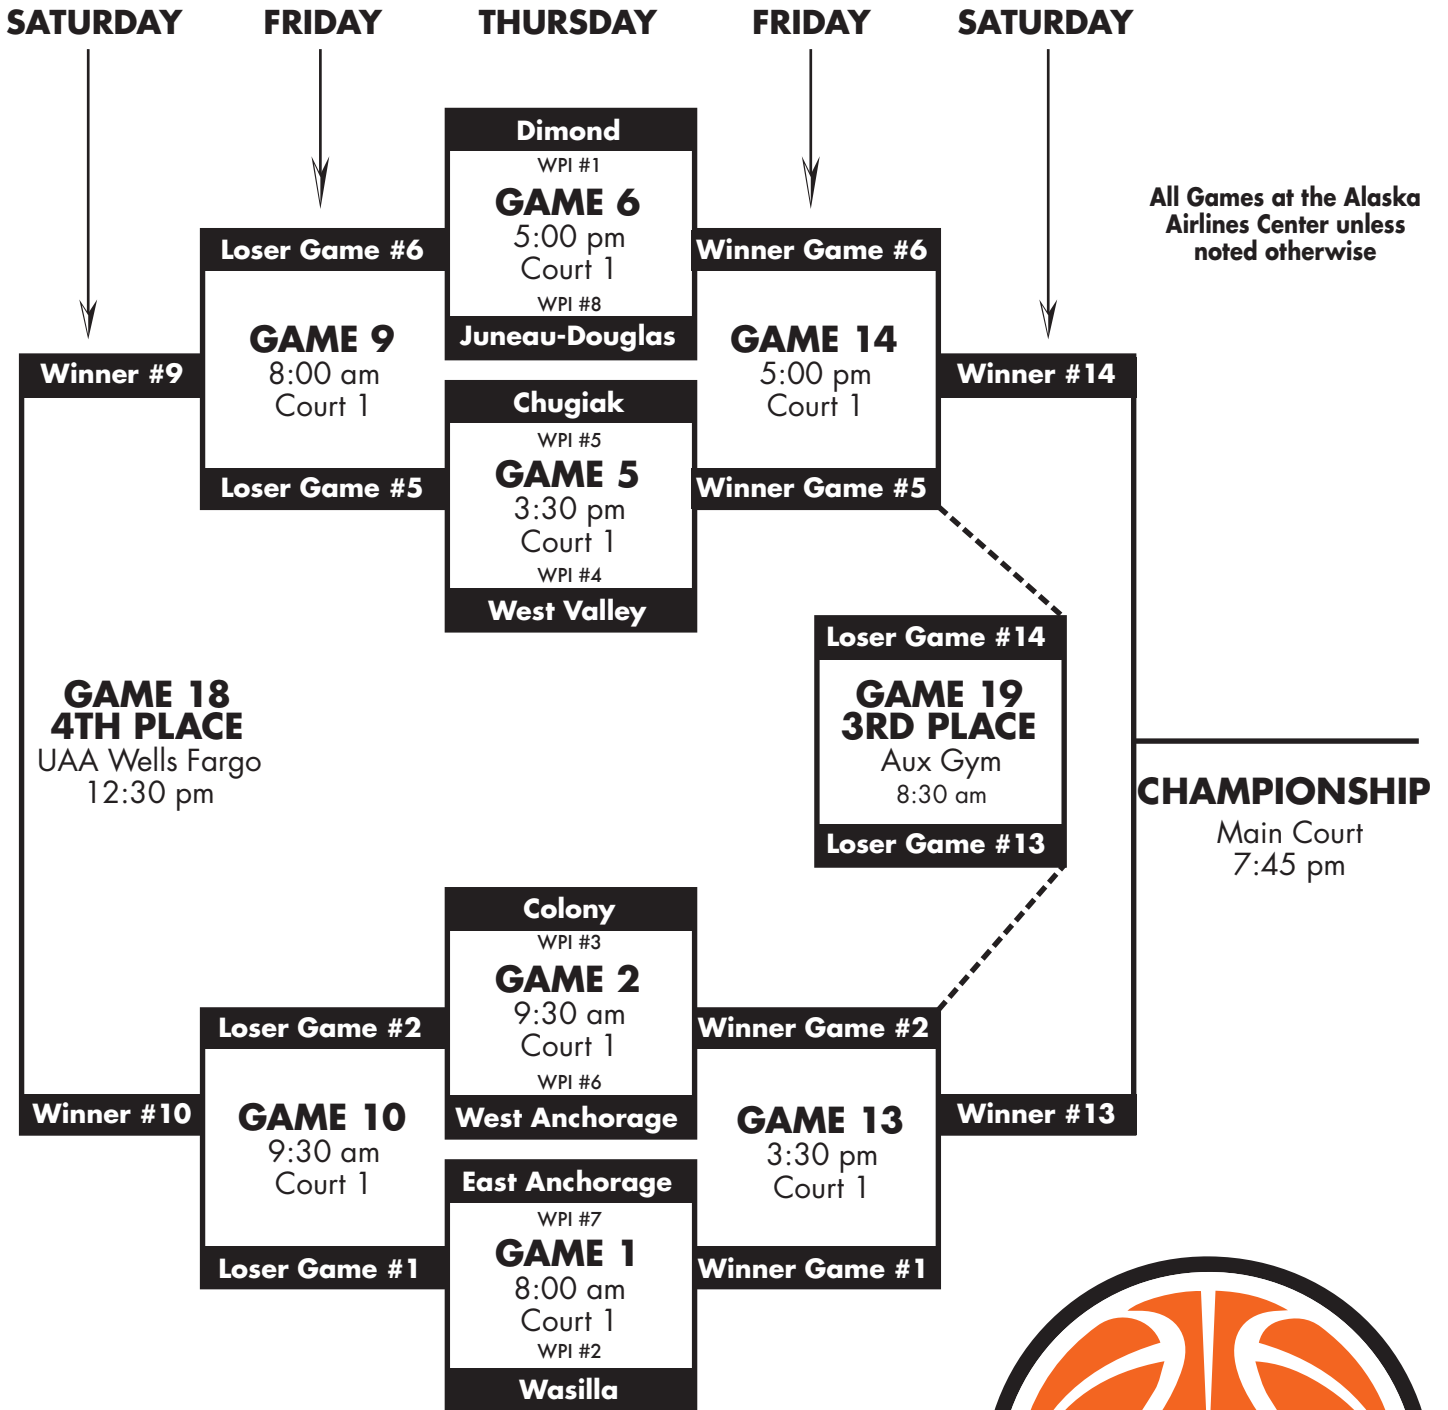 SATURDAY
FRIDAY
THURSDAY
FRIDAY
SATURDAY
All Games at the Alaska
Airlines Center unless
noted otherwise
Dimond
WPI #1
GAME 6
5:00 pm
Court 1
WPI #8
Juneau-Douglas
Loser Game #6
GAME 9
8:00 am
Court 1
Loser Game #5
Winner Game #6
GAME 14
5:00 pm
Court 1
Winner Game #5
Winner #9
Winner #14
Chugiak
WPI #5
GAME 5
3:30 pm
Court 1
WPI #4
West Valley
GAME 18
4TH PLACE
UAA Wells Fargo
12:30 pm
Loser Game #14
GAME 19
3RD PLACE
Aux Gym
8:30 am
Loser Game #13
CHAMPIONSHIP
Main Court
7:45 pm
Colony
WPI #3
GAME 2
9:30 am
Court 1
WPI #6
West Anchorage
Loser Game #2
GAME 10
9:30 am
Court 1
Loser Game #1
Winner Game #2
GAME 13
3:30 pm
Court 1
Winner Game #1
Winner #10
Winner #13
East Anchorage
WPI #7
GAME 1
8:00 am
Court 1
WPI #2
Wasilla